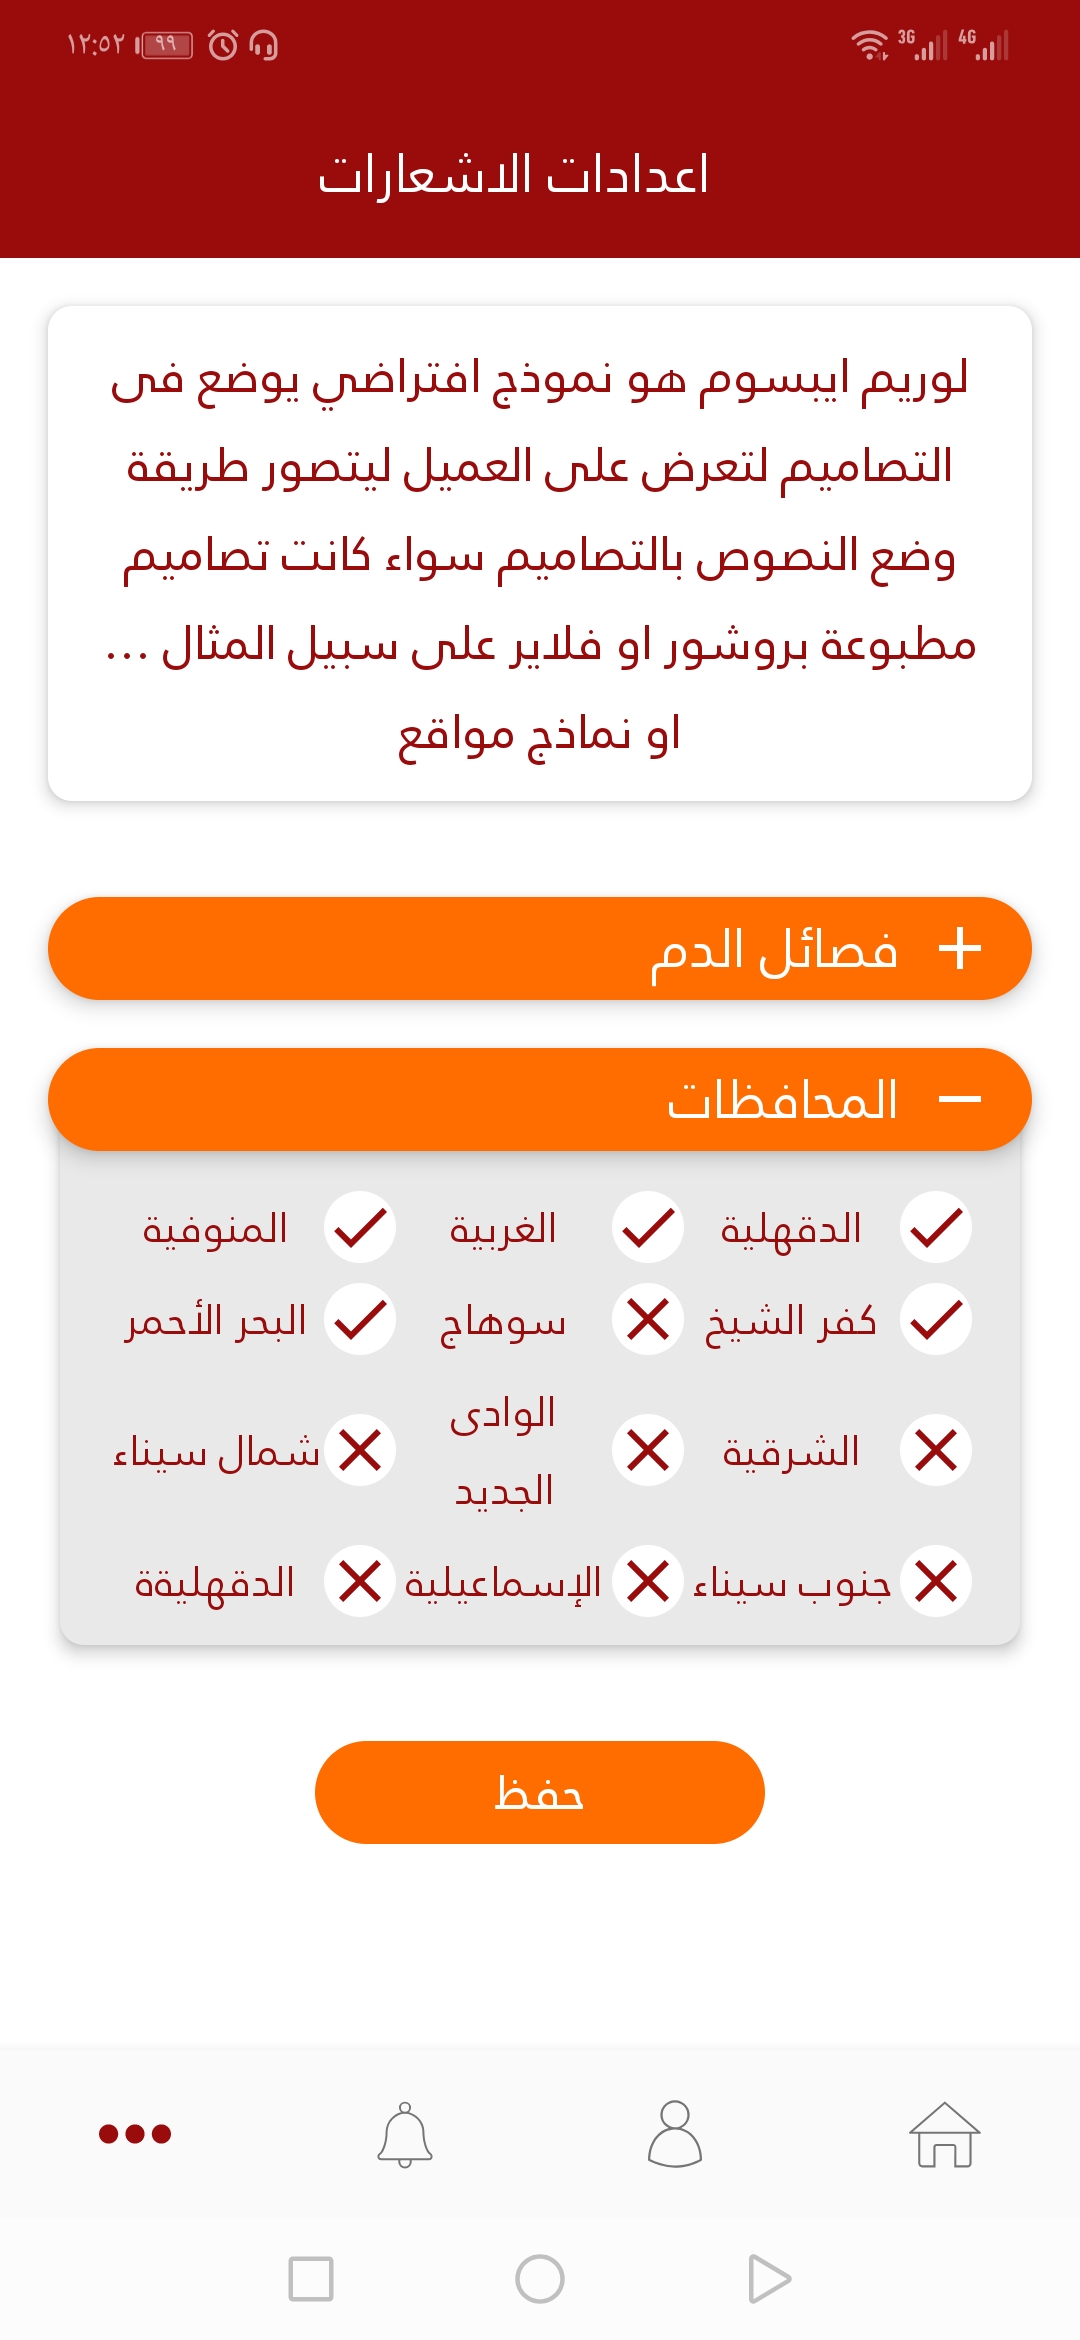 ١٢:٥٢ ٩٩ 3G 4G
اعدادات الاشعارات
لوريم ايبسوم هو نموذج افتراضي يوضع فى
التصاميم لتعرض على العميل ليتصور طريقة
وضع النصوص بالتصاميم سواء كانت تصاميم
مطبوعة بروشور او فلاير على سبيل المثال ...
او نماذج مواقع
+ فصائل الدم
− المحافظات
الدقهلية الغربية المنوفية
كفر الشيخ سوهاج البحر الأحمر
الشرقية الوادى الجديد شمال سيناء
جنوب سيناء الإسماعيلية الدقهليةة
حفظ